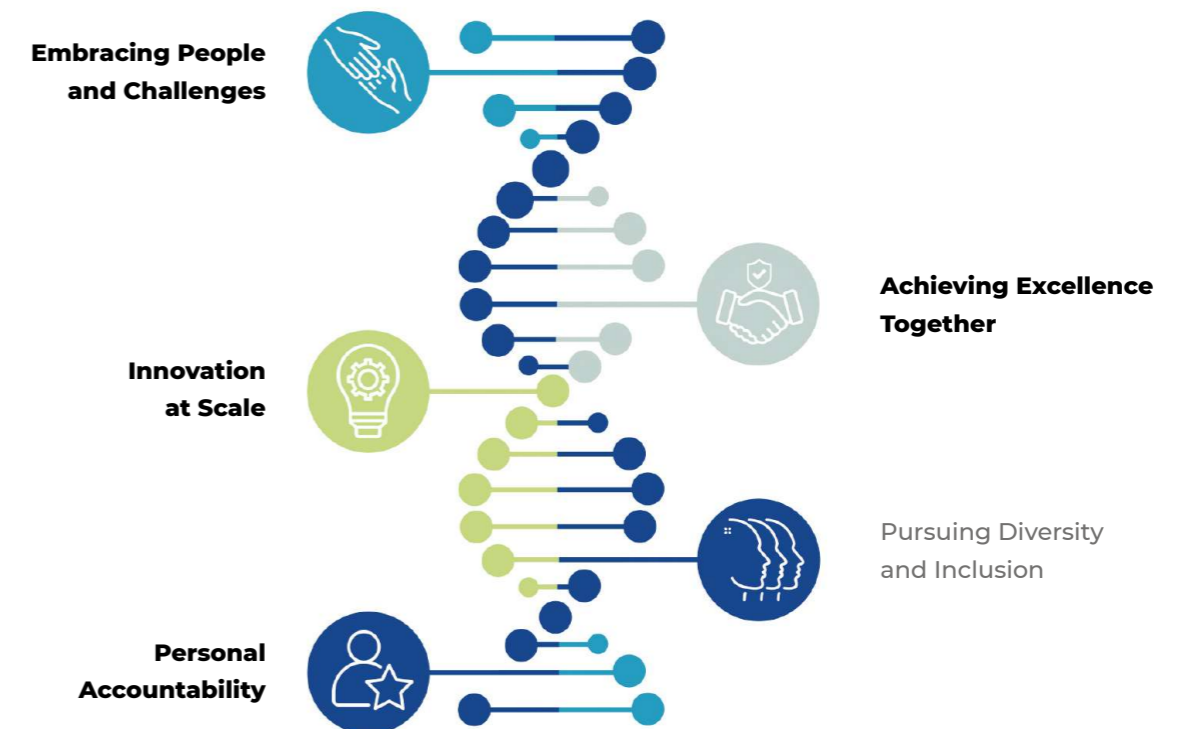 Embracing People
and Challenges
Achieving Excellence
Together
Innovation
at Scale
Pursuing Diversity
and Inclusion
Personal
Accountability